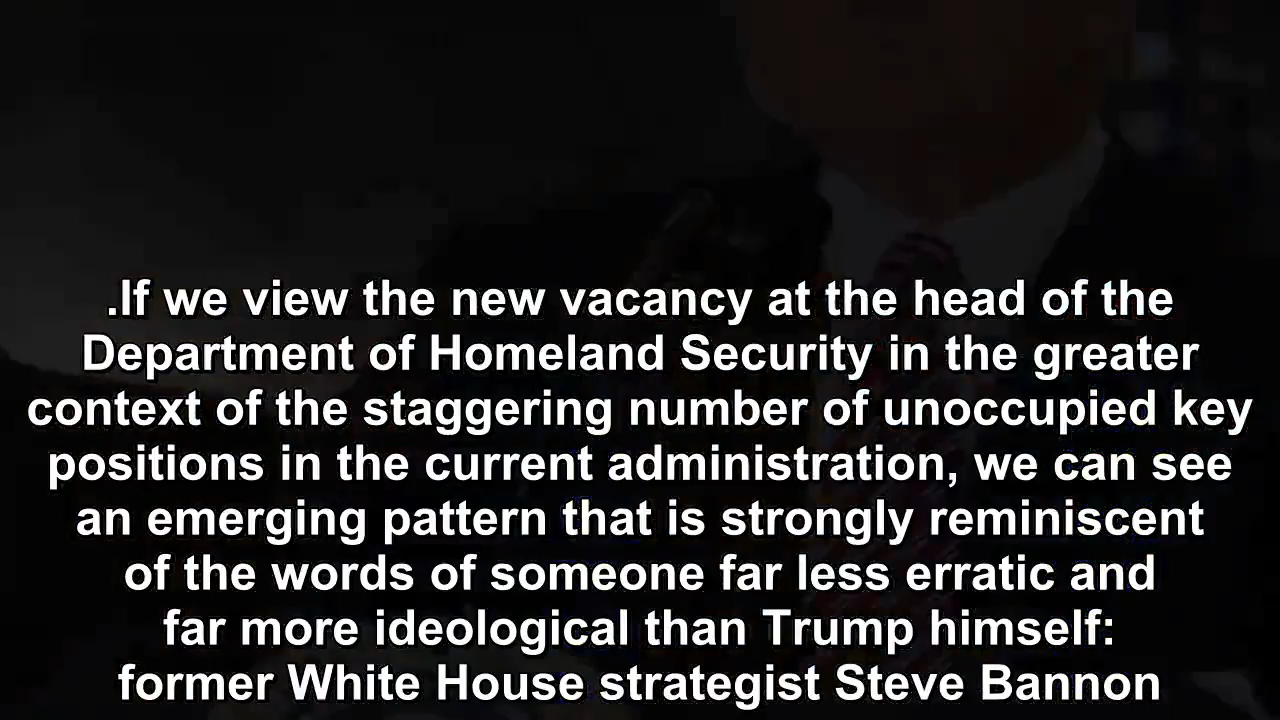 .If we view the new vacancy at the head of the
Department of Homeland Security in the greater
context of the staggering number of unoccupied key
positions in the current administration, we can see
an emerging pattern that is strongly reminiscent
of the words of someone far less erratic and
far more ideological than Trump himself:
former White House strategist Steve Bannon